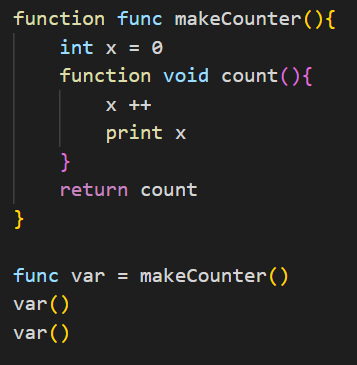 function func makeCounter(){
    int x = 0
    function void count(){
        x ++
        print x
    }
    return count
}

func var = makeCounter()
var()
var()